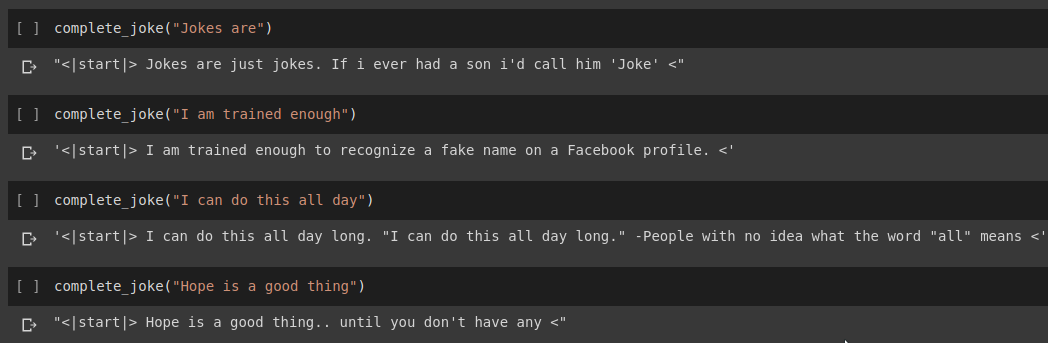 [ ] complete_joke("Jokes are")
"<|start|> Jokes are just jokes. If i ever had a son i'd call him 'Joke' <"
[ ] complete_joke("I am trained enough")
'<|start|> I am trained enough to recognize a fake name on a Facebook profile. <'
[ ] complete_joke("I can do this all day")
'<|start|> I can do this all day long. "I can do this all day long." -People with no idea what the word "all" means <'
[ ] complete_joke("Hope is a good thing")
"<|start|> Hope is a good thing.. until you don't have any <"